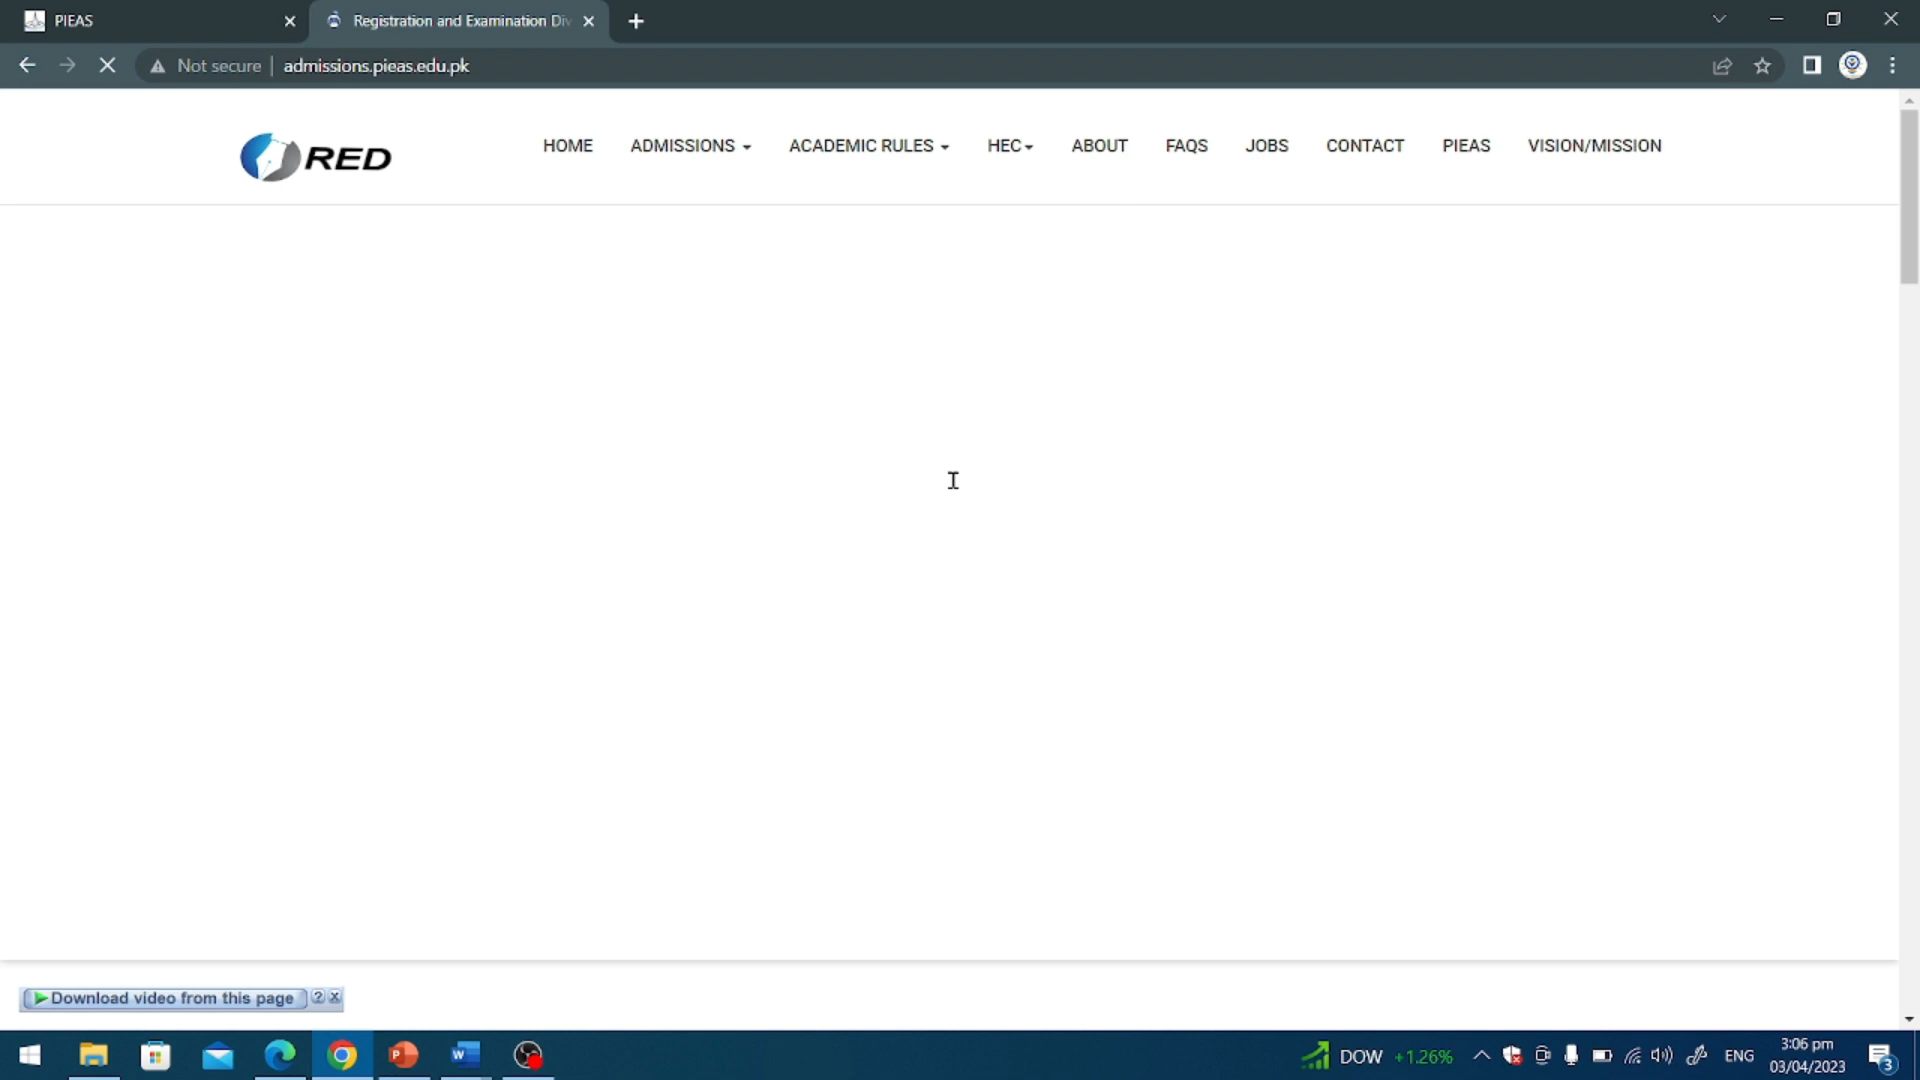 PIEAS
Registration and Examination Div
Not secure | admissions.pieas.edu.pk
RED
HOME ADMISSIONS ACADEMIC RULES HEC ABOUT FAQS JOBS CONTACT PIEAS VISION/MISSION
Download video from this page ? x
DOW +1.26% ENG 3:06 pm
03/04/2023 3